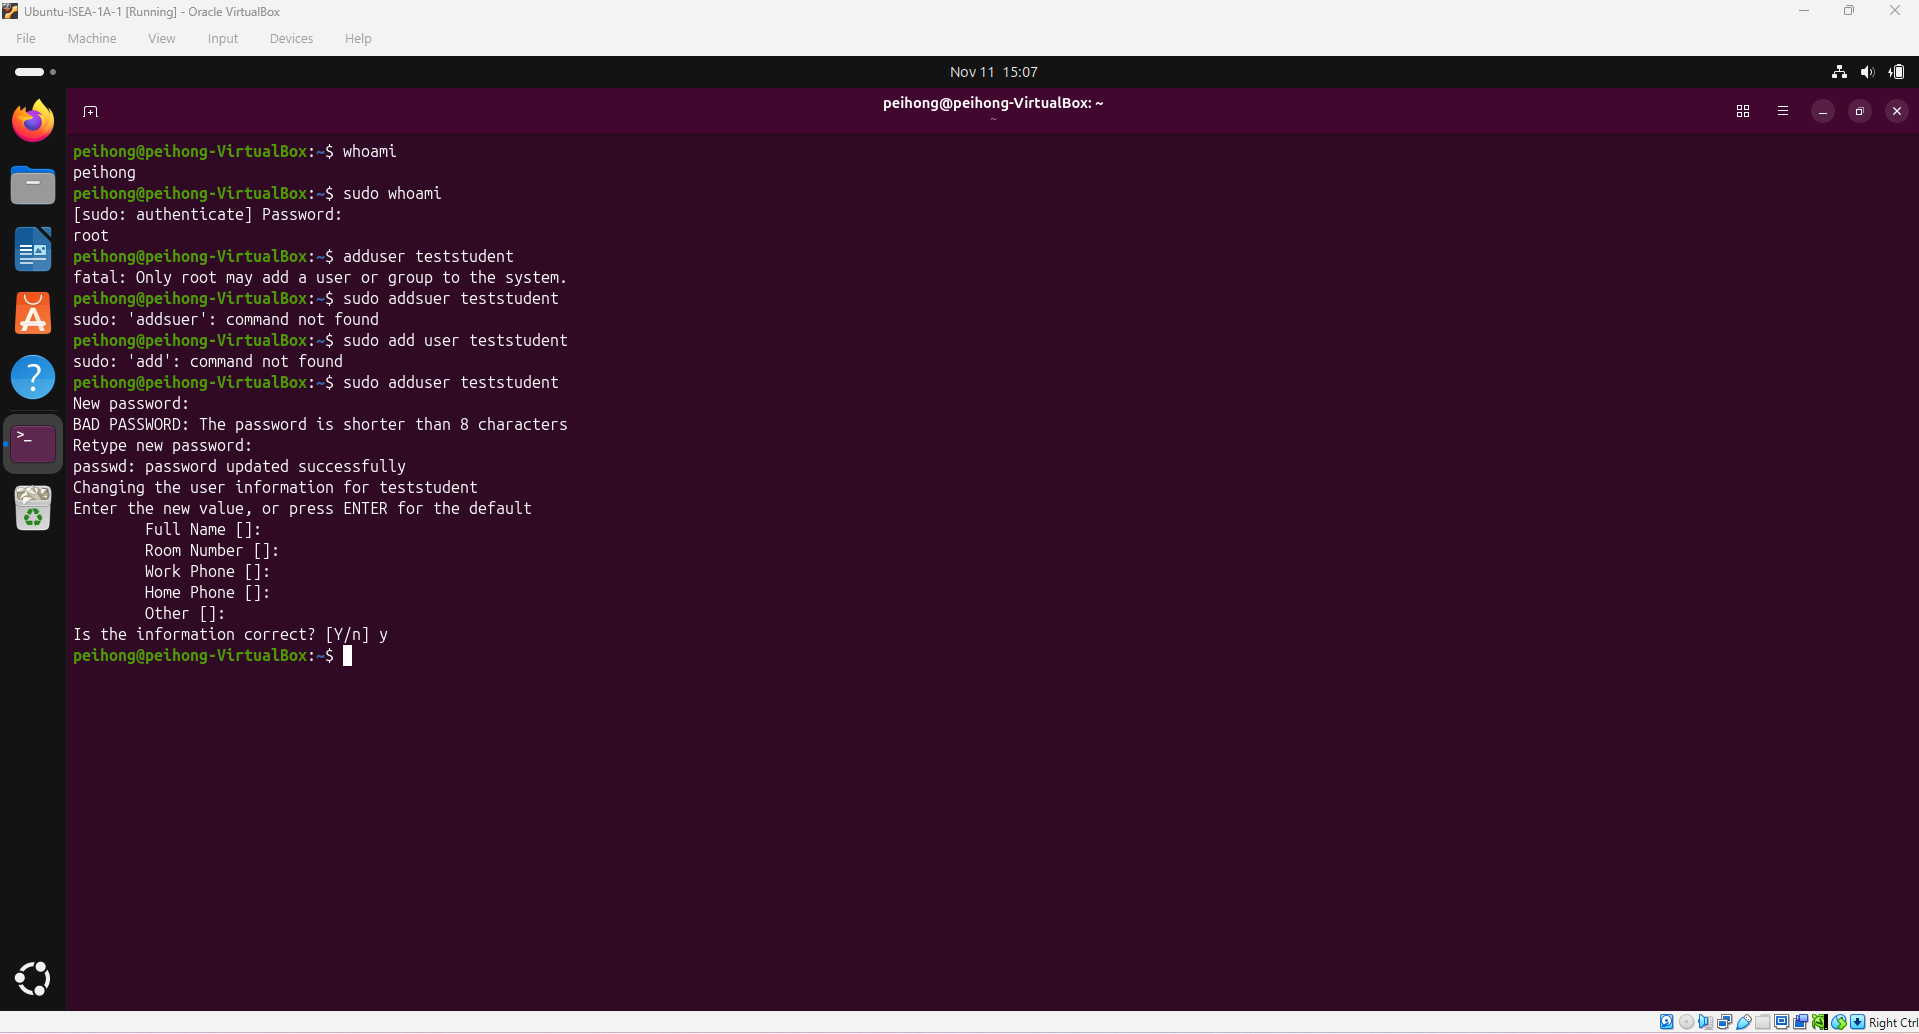 Ubuntu-ISEA-1A-1 [Running] - Oracle VirtualBox
File Machine View Input Devices Help
Nov 11 15:07
peihong@peihong-VirtualBox: ~
~
peihong@peihong-VirtualBox:~$ whoami
peihong
peihong@peihong-VirtualBox:~$ sudo whoami
[sudo: authenticate] Password:
root
peihong@peihong-VirtualBox:~$ adduser teststudent
fatal: Only root may add a user or group to the system.
peihong@peihong-VirtualBox:~$ sudo addsuer teststudent
sudo: 'addsuer': command not found
peihong@peihong-VirtualBox:~$ sudo add user teststudent
sudo: 'add': command not found
peihong@peihong-VirtualBox:~$ sudo adduser teststudent
New password:
BAD PASSWORD: The password is shorter than 8 characters
Retype new password:
passwd: password updated successfully
Changing the user information for teststudent
Enter the new value, or press ENTER for the default
Full Name []:
Room Number []:
Work Phone []:
Home Phone []:
Other []:
Is the information correct? [Y/n] y
peihong@peihong-VirtualBox:~$
Right Ctrl